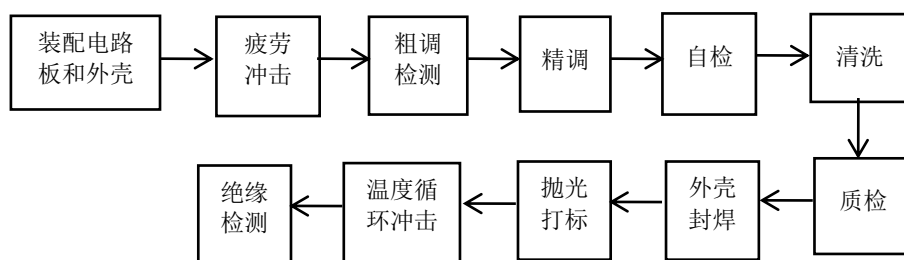 装配电路
板和外壳
疲劳
冲击
粗调
检测
精调
自检
清洗
质检
外壳
封焊
抛光
打标
温度循
环冲击
绝缘
检测